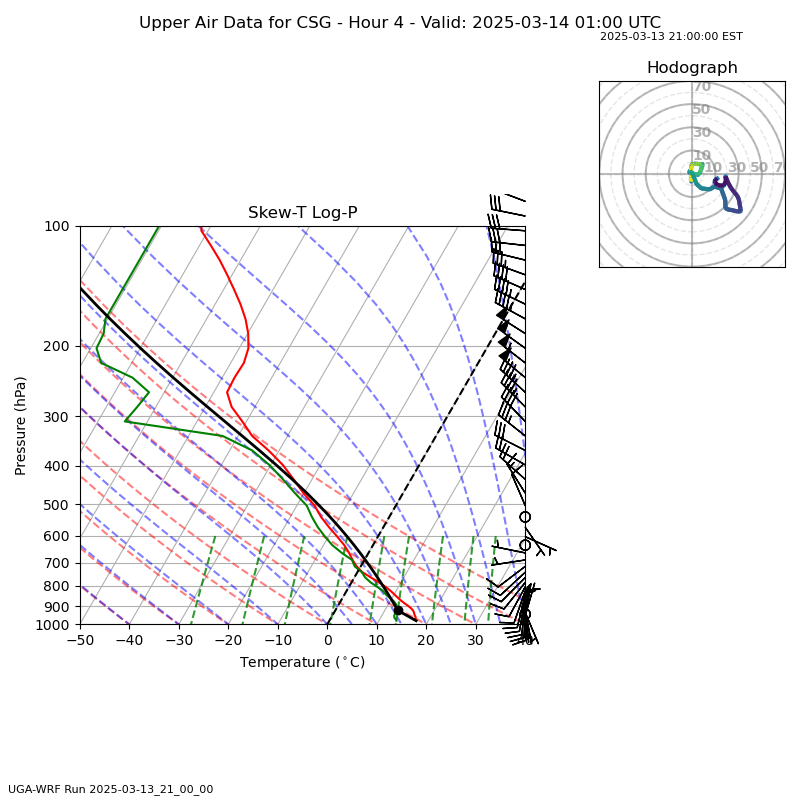 Upper Air Data for CSG - Hour 4 - Valid: 2025-03-14 01:00 UTC
2025-03-13 21:00:00 EST
Hodograph
70
50
30
10
10 30 50 7
Skew-T Log-P
100
200
300
400
500
600
700
800
900
1000
Pressure (hPa)
−50 −40 −30 −20 −10 0 10 20 30
Temperature (°C)
UGA-WRF Run 2025-03-13_21_00_00